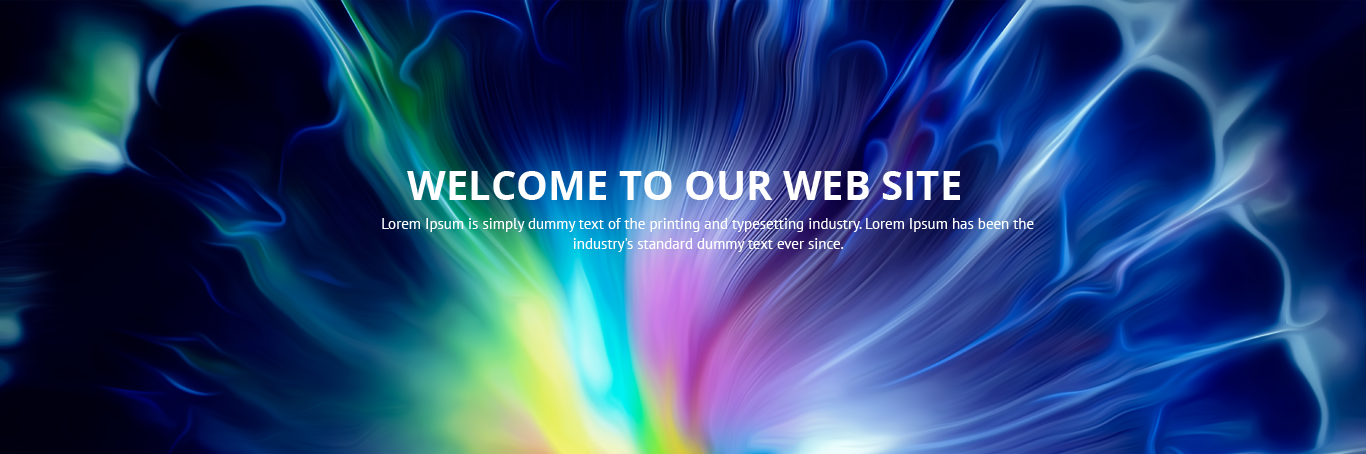 WELCOME TO OUR WEB SITE
Lorem Ipsum is simply dummy text of the printing and typesetting industry. Lorem Ipsum has been the
industry's standard dummy text ever since.